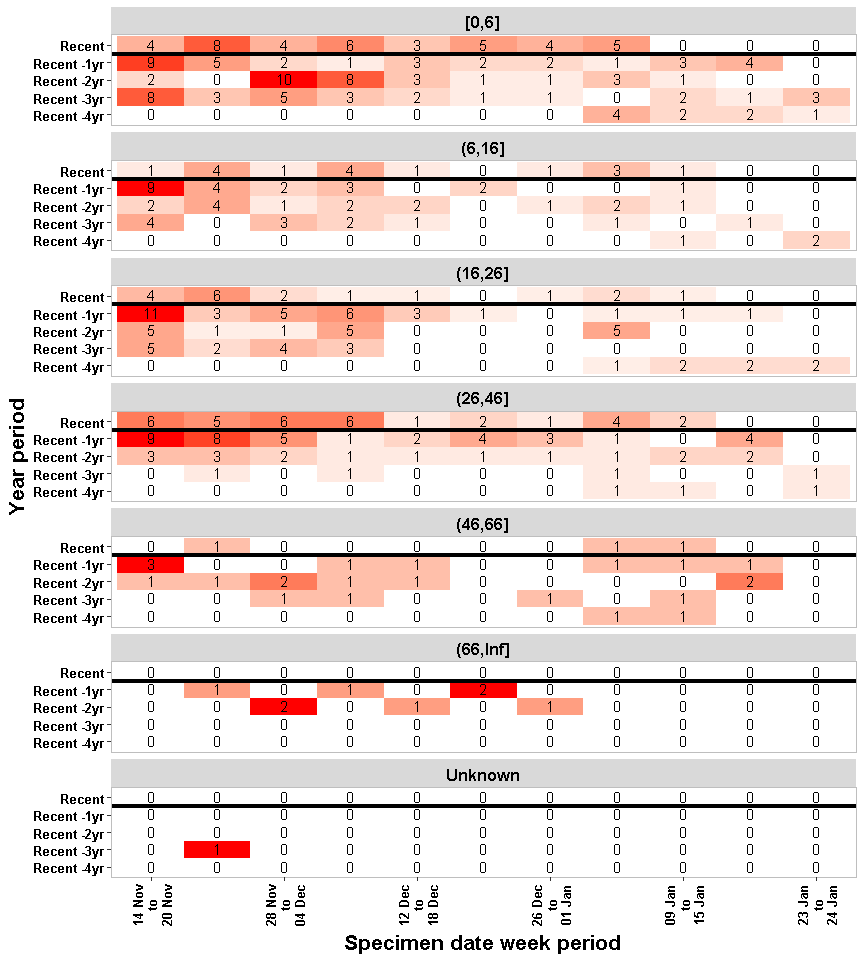 [0,6]
Recent 4 8 4 6 3 5 4 5 0 0 0
Recent -1yr 9 5 2 1 3 2 2 1 3 4 0
Recent -2yr 2 0 10 8 3 1 1 3 1 0 0
Recent -3yr 8 3 5 3 2 1 1 0 2 1 3
Recent -4yr 0 0 0 0 0 0 0 4 2 2 1
(6,16]
Recent 1 4 1 4 1 0 1 3 1 0 0
Recent -1yr 9 4 2 3 0 2 0 0 1 0 0
Recent -2yr 2 4 1 2 2 0 1 2 1 0 0
Recent -3yr 4 0 3 2 1 0 0 1 0 1 0
Recent -4yr 0 0 0 0 0 0 0 0 1 0 2
(16,26]
Recent 4 6 2 1 1 0 1 2 1 0 0
Recent -1yr 11 3 5 6 3 1 0 1 1 1 0
Recent -2yr 5 1 1 5 0 0 0 5 0 0 0
Recent -3yr 5 2 4 3 0 0 0 0 0 0 0
Recent -4yr 0 0 0 0 0 0 0 1 2 2 2
(26,46]
Recent 6 5 6 6 1 2 1 4 2 0 0
Recent -1yr 9 8 5 1 2 4 3 1 0 4 0
Recent -2yr 3 3 2 1 1 1 1 1 2 2 0
Recent -3yr 0 1 0 1 0 0 0 1 0 0 1
Recent -4yr 0 0 0 0 0 0 0 1 1 0 1
(46,66]
Recent 0 1 0 0 0 0 0 1 1 0 0
Recent -1yr 3 0 0 1 1 0 0 1 1 1 0
Recent -2yr 1 1 2 1 1 0 0 0 0 2 0
Recent -3yr 0 0 1 1 0 0 1 0 1 0 0
Recent -4yr 0 0 0 0 0 0 0 1 1 0 0
(66,Inf]
Recent 0 0 0 0 0 0 0 0 0 0 0
Recent -1yr 0 1 0 1 0 2 0 0 0 0 0
Recent -2yr 0 0 2 0 1 0 1 0 0 0 0
Recent -3yr 0 0 0 0 0 0 0 0 0 0 0
Recent -4yr 0 0 0 0 0 0 0 0 0 0 0
Unknown
Recent 0 0 0 0 0 0 0 0 0 0 0
Recent -1yr 0 0 0 0 0 0 0 0 0 0 0
Recent -2yr 0 0 0 0 0 0 0 0 0 0 0
Recent -3yr 0 1 0 0 0 0 0 0 0 0 0
Recent -4yr 0 0 0 0 0 0 0 0 0 0 0
Year period
14 Nov
to
20 Nov
28 Nov
to
04 Dec
12 Dec
to
18 Dec
26 Dec
to
01 Jan
09 Jan
to
15 Jan
23 Jan
to
24 Jan
Specimen date week period